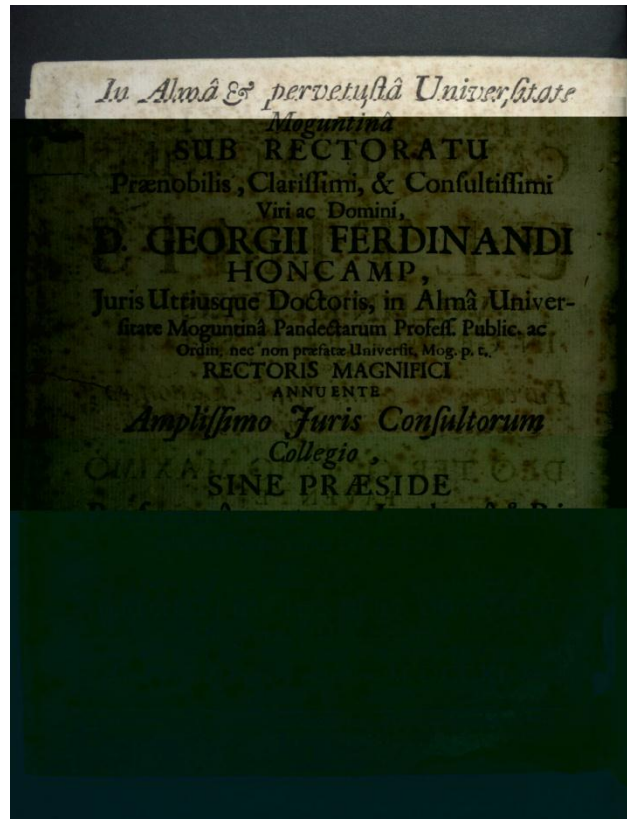 In Almâ & pervetuſtâ Univerſitate
Moguntinâ
SUB RECTORATU
Prænobilis, Clariſſimi, & Conſultiſſimi
Viri ac Domini,
D. GEORGII FERDINANDI
HONCAMP,
Juris Utriusque Doctoris, in Almâ Univer-
ſitate Moguntinâ Pandectarum Profeſſ. Public. ac
Ordin. nec non præfatæ Univerſit. Mog. p. t.
RECTORIS MAGNIFICI
ANNUENTE
Ampliſſimo Juris Conſultorum
Collegio,
SINE PRÆSIDE